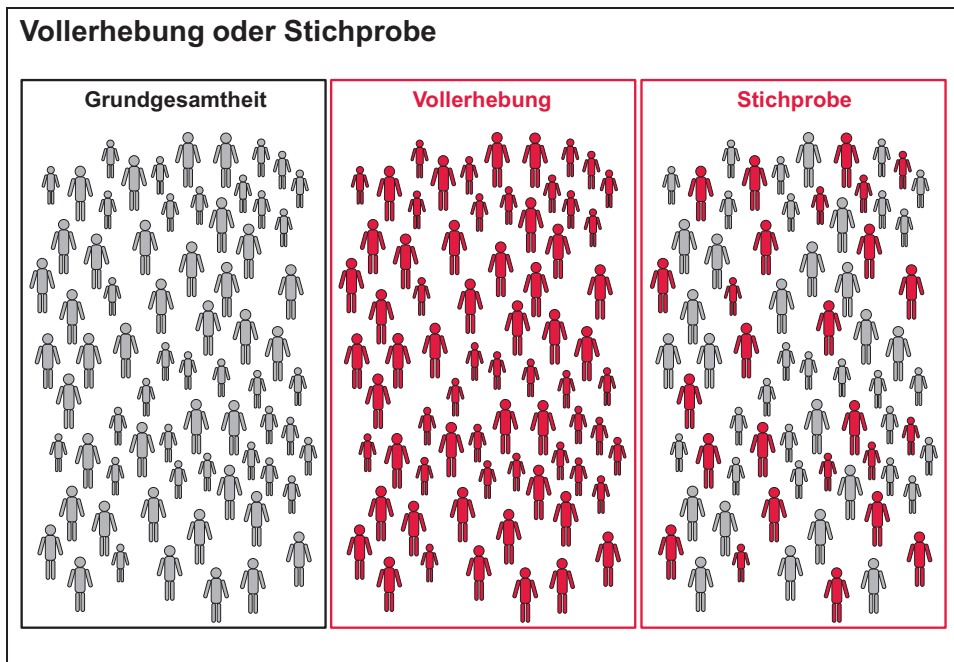 Vollerhebung oder Stichprobe
Grundgesamtheit
Vollerhebung
Stichprobe